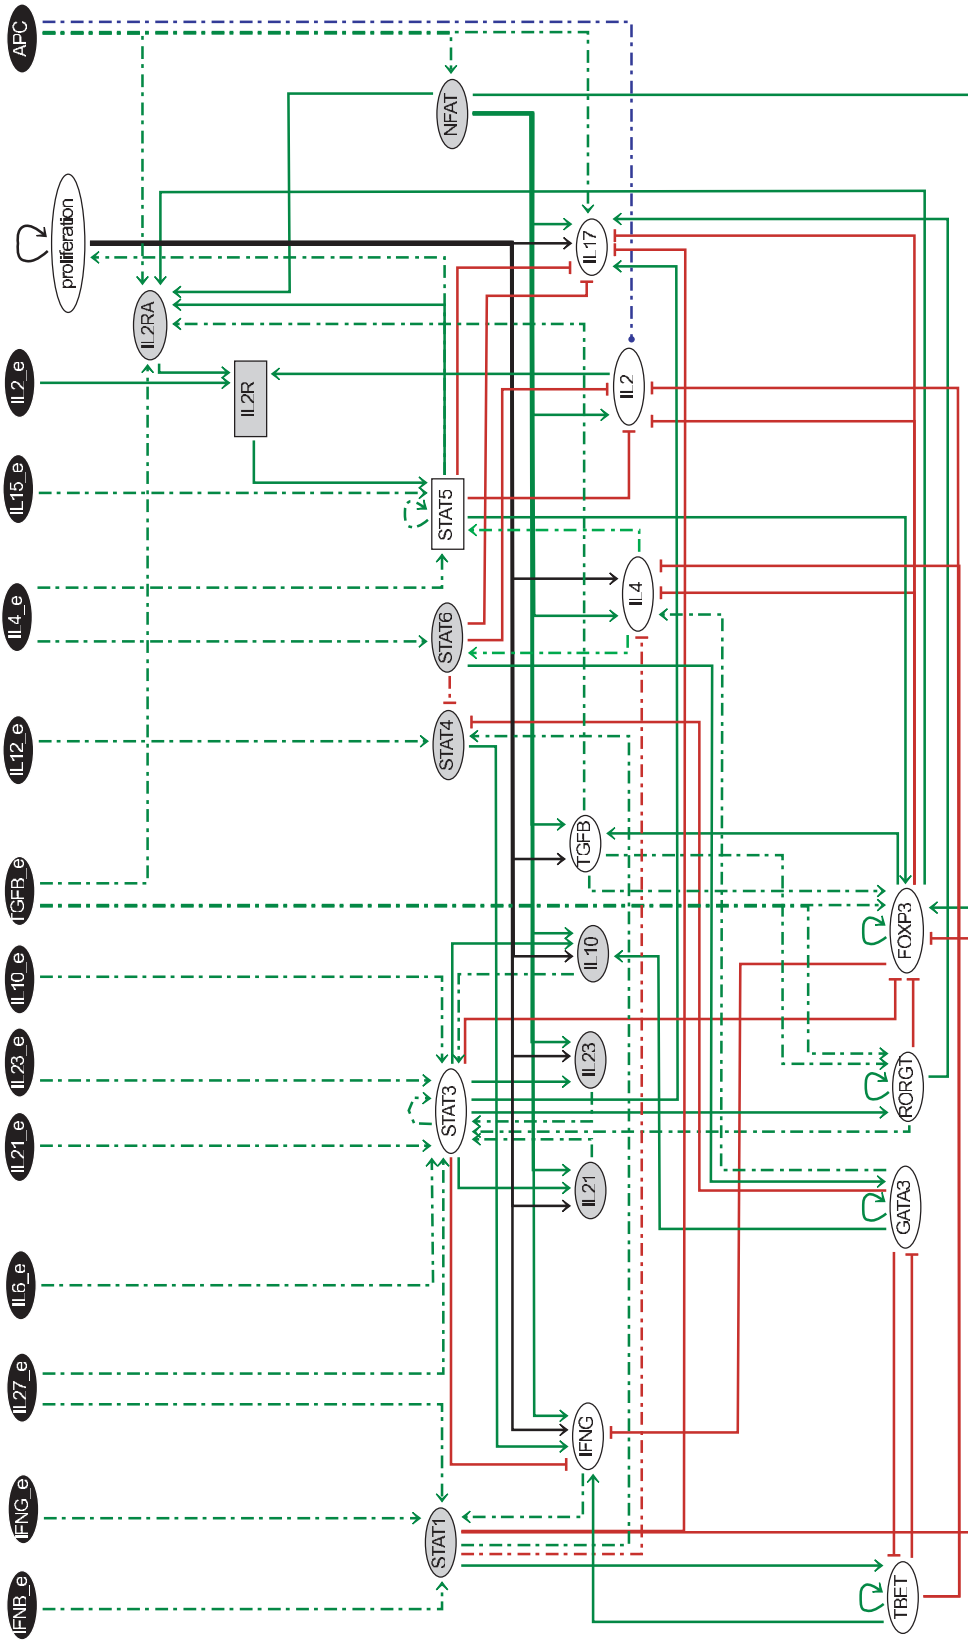 IFNB_e
IFNG_e
IL27_e
IL6_e
IL21_e
IL23_e
IL10_e
TGFB_e
IL12_e
IL4_e
IL15_e
IL2_e
APC
proliferation
IL2RA
IL2R
STAT1
STAT3
STAT4
STAT6
STAT5
NFAT
IFNG
IL21
IL23
IL10
TGFB
IL4
IL2
IL17
TBET
GATA3
RORGT
FOXP3